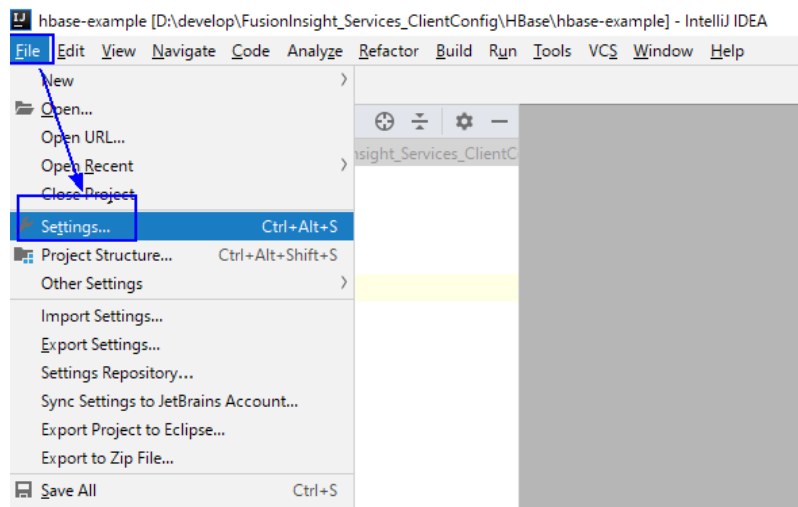 IJ hbase-example [D:\develop\FusionInsight_Services_ClientConfig\HBase\hbase-example] - IntelliJ IDEA
File Edit View Navigate Code Analyze Refactor Build Run Tools VCS Window Help
New
Open...
Open URL...
nsight_Services_ClientC
Open Recent
Close Project
Settings... Ctrl+Alt+S
Project Structure... Ctrl+Alt+Shift+S
Other Settings
Import Settings...
Export Settings...
Settings Repository...
Sync Settings to JetBrains Account...
Export Project to Eclipse...
Export to Zip File...
Save All Ctrl+S